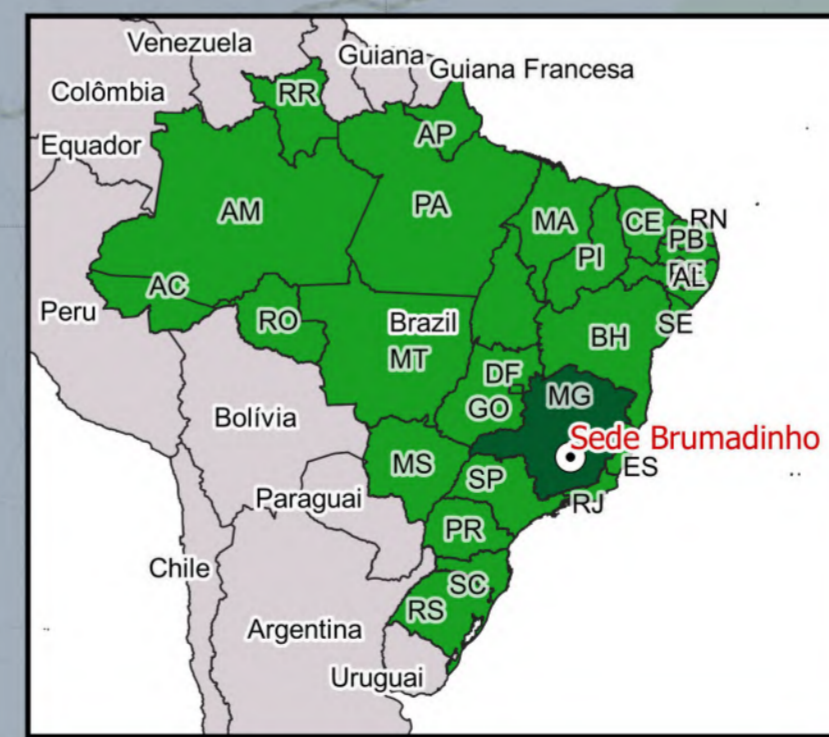 Venezuela
Guiana
Guiana Francesa
Colômbia
RR
Equador
AP
AM
PA
MA
CE
RN
PB
PI
AL
AC
Peru
RO
Brazil
SE
BH
MT
DF
MG
GO
Bolívia
Sede Brumadinho
MS
SP
ES
Paraguai
RJ
PR
Chile
SC
RS
Argentina
Uruguai